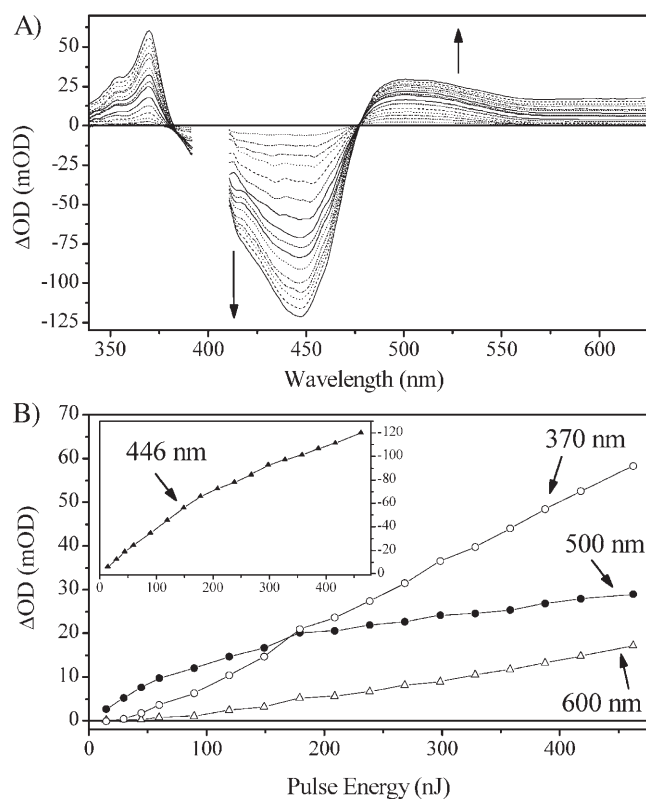 A)
ΔOD (mOD)
50
25
0
-25
-50
-75
-100
-125
350 400 450 500 550 600
Wavelength (nm)
B)
ΔOD (mOD)
70
60
50
40
30
20
10
0
446 nm
-120
-100
-80
-60
-40
-20
0
0 100 200 300 400
370 nm
500 nm
600 nm
0 100 200 300 400
Pulse Energy (nJ)